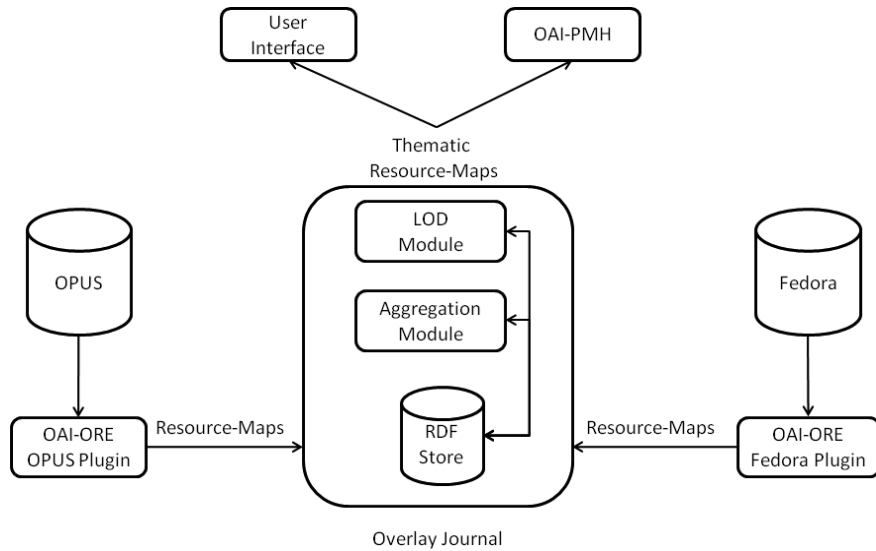 User
Interface
OAI-PMH
Thematic
Resource-Maps
LOD
Module
OPUS
Fedora
Aggregation
Module
RDF
Store
OAI-ORE
OPUS Plugin
Resource-Maps
Resource-Maps
OAI-ORE
Fedora Plugin
Overlay Journal